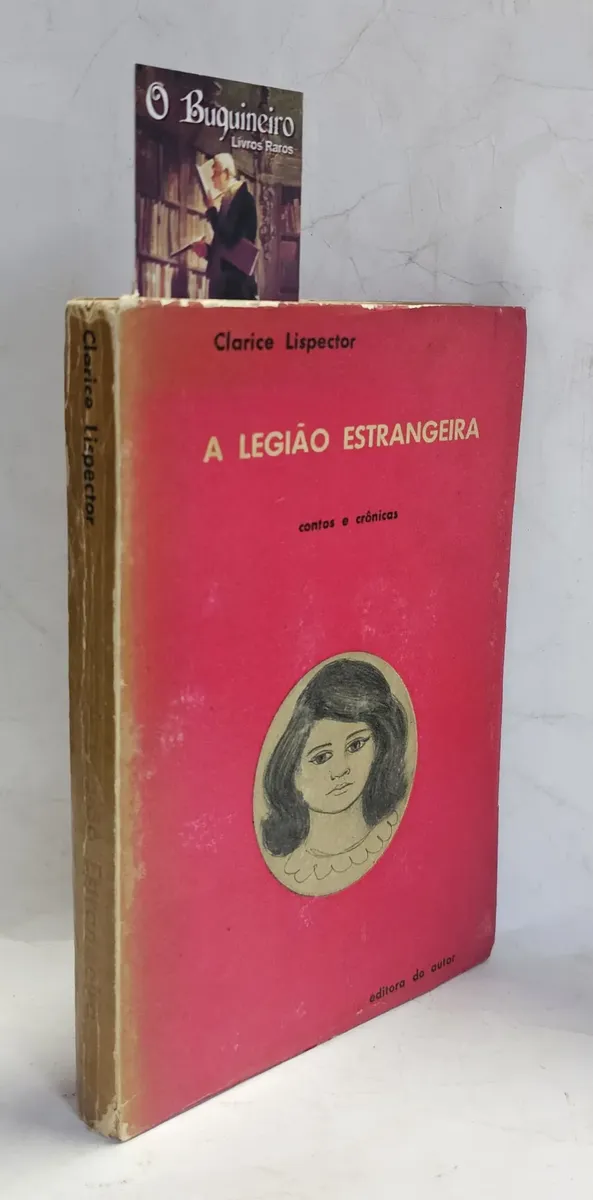 O Buquineiro
Livros Raros
Clarice Lispector
A LEGIÃO ESTRANGEIRA
contos e crônicas
editora do autor
Clarice Lispector